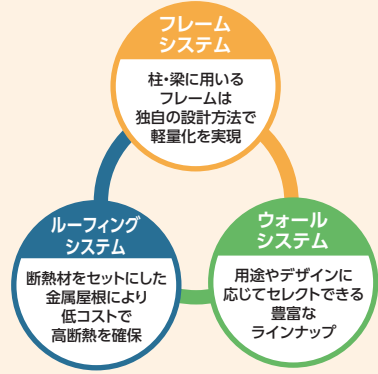 フレーム
システム
柱・梁に用いる
フレームは
独自の設計方法で
軽量化を実現
ルーフィング
システム
断熱材をセットにした
金属屋根により
低コストで
高断熱を確保
ウォール
システム
用途やデザインに
応じてセレクトできる
豊富な
ラインナップ